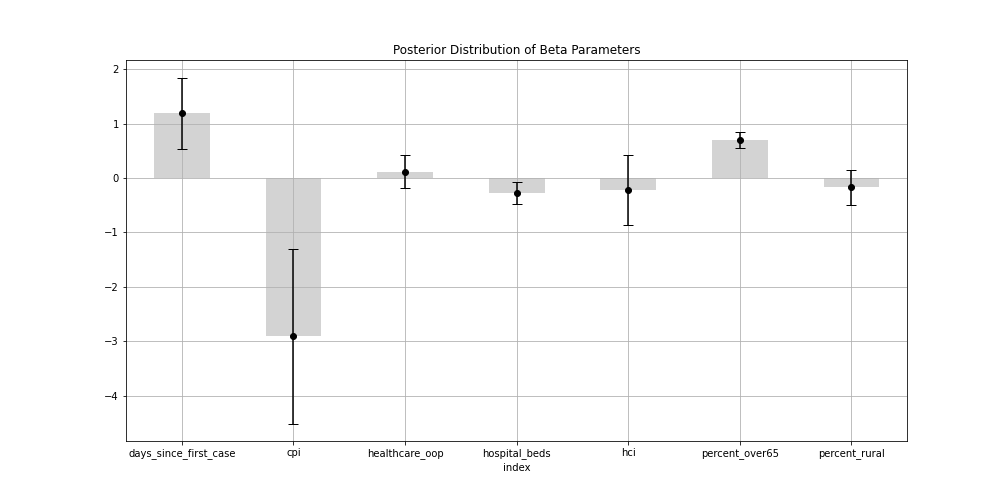 Posterior Distribution of Beta Parameters
2
1
0
−1
−2
−3
−4
days_since_first_case cpi healthcare_oop hospital_beds hci percent_over65 percent_rural
index